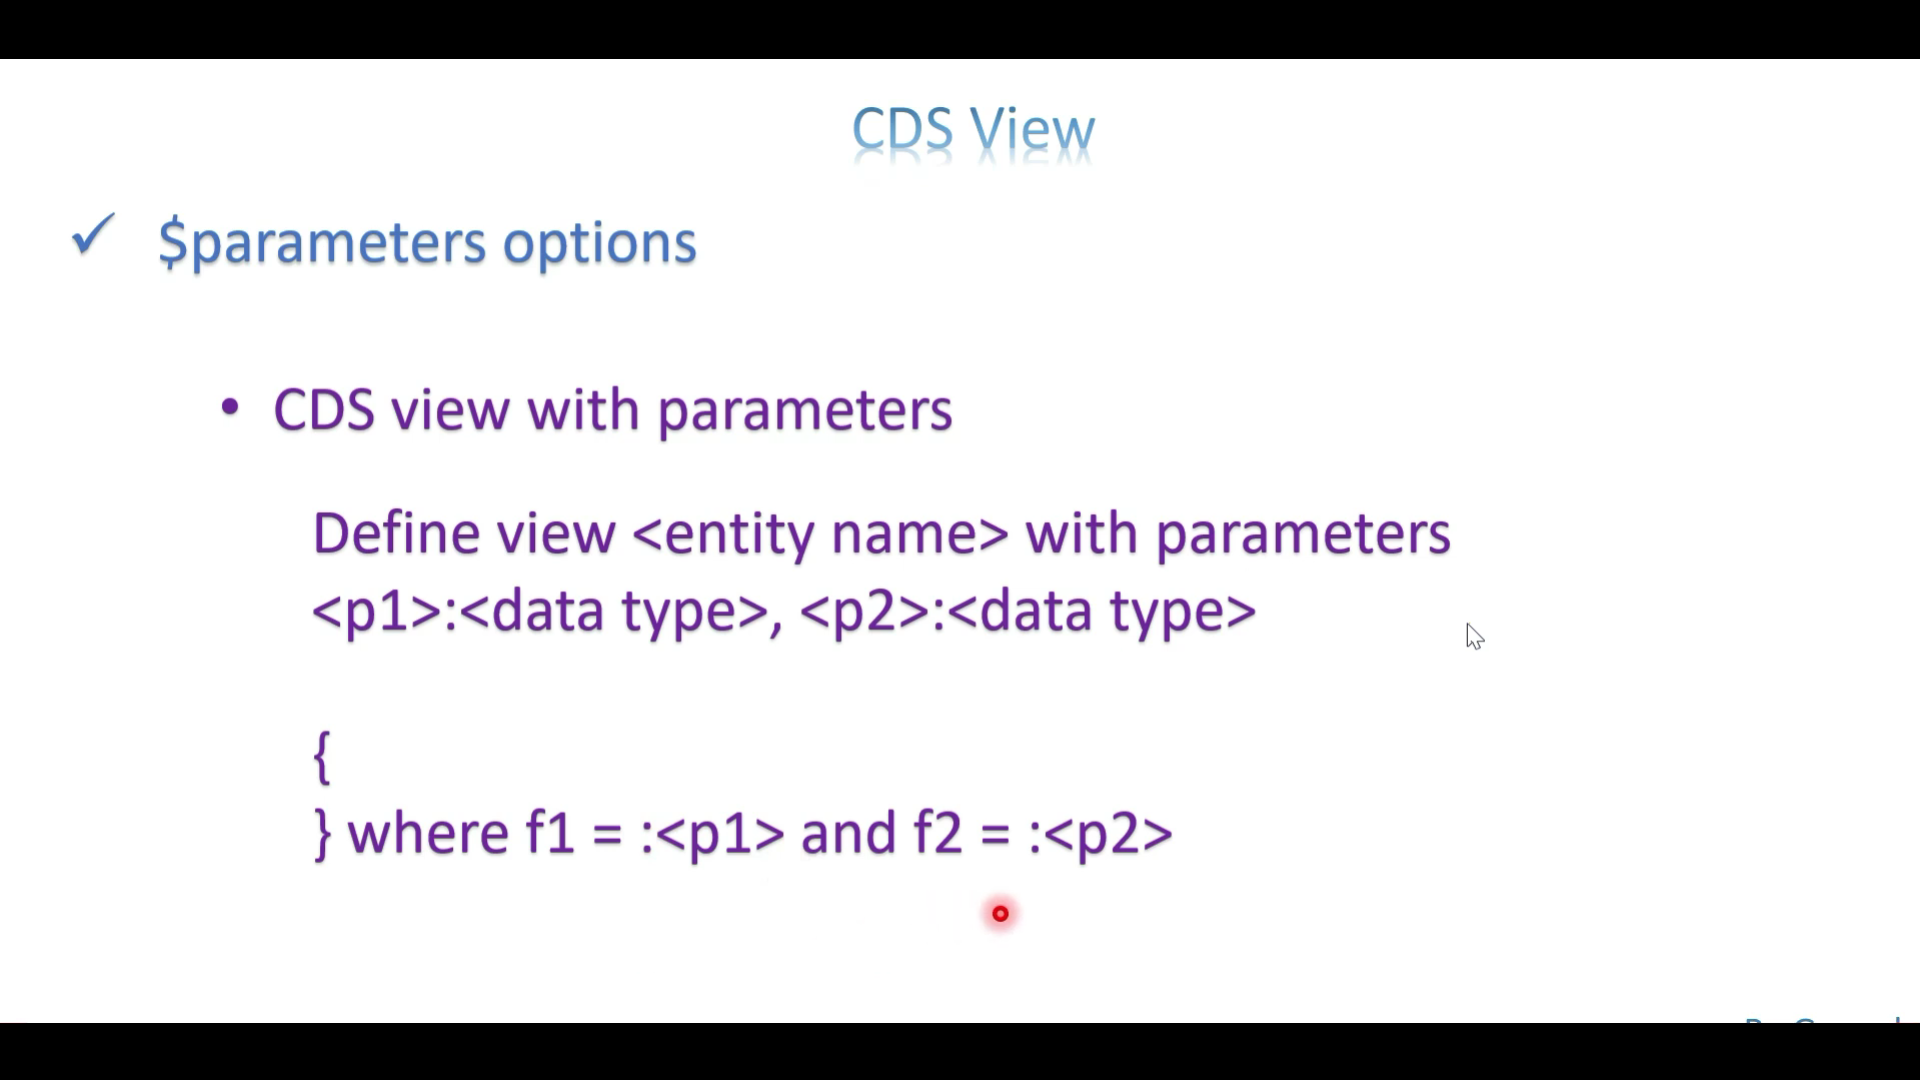 CDS View
✓ $parameters options
• CDS view with parameters
Define view <entity name> with parameters
<p1>:<data type>, <p2>:<data type>
{
} where f1 = :<p1> and f2 = :<p2>